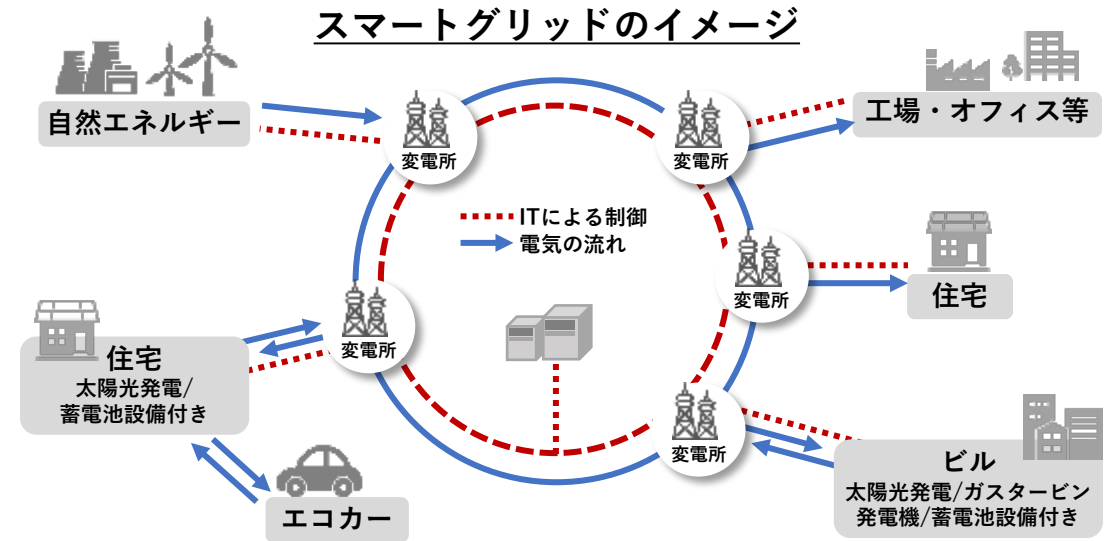 スマートグリッドのイメージ
自然エネルギー
変電所
変電所
工場・オフィス等
ITによる制御
電気の流れ
変電所
住宅
変電所
住宅
太陽光発電/
蓄電池設備付き
変電所
ビル
太陽光発電/ガスタービン
発電機/蓄電池設備付き
エコカー